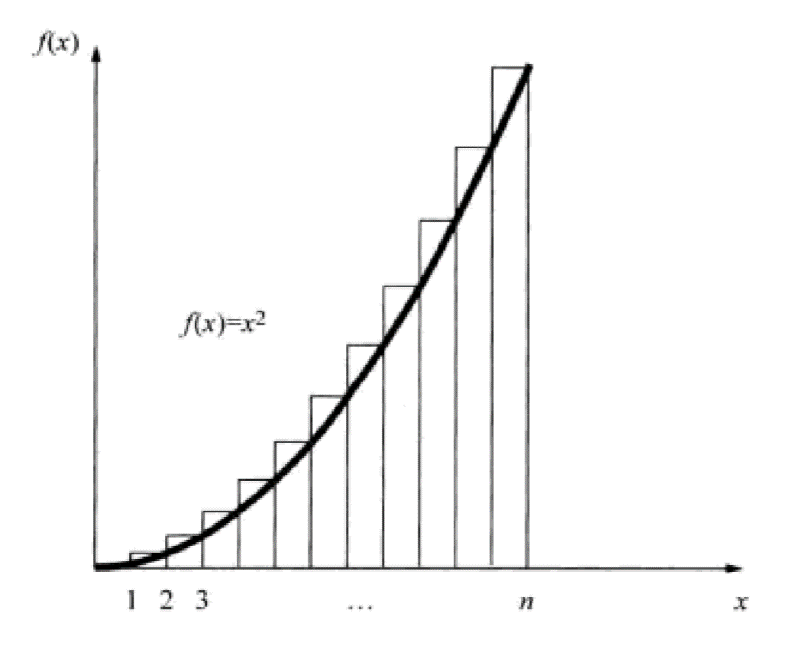 f(x)
f(x)=x²
1 2 3 … n x